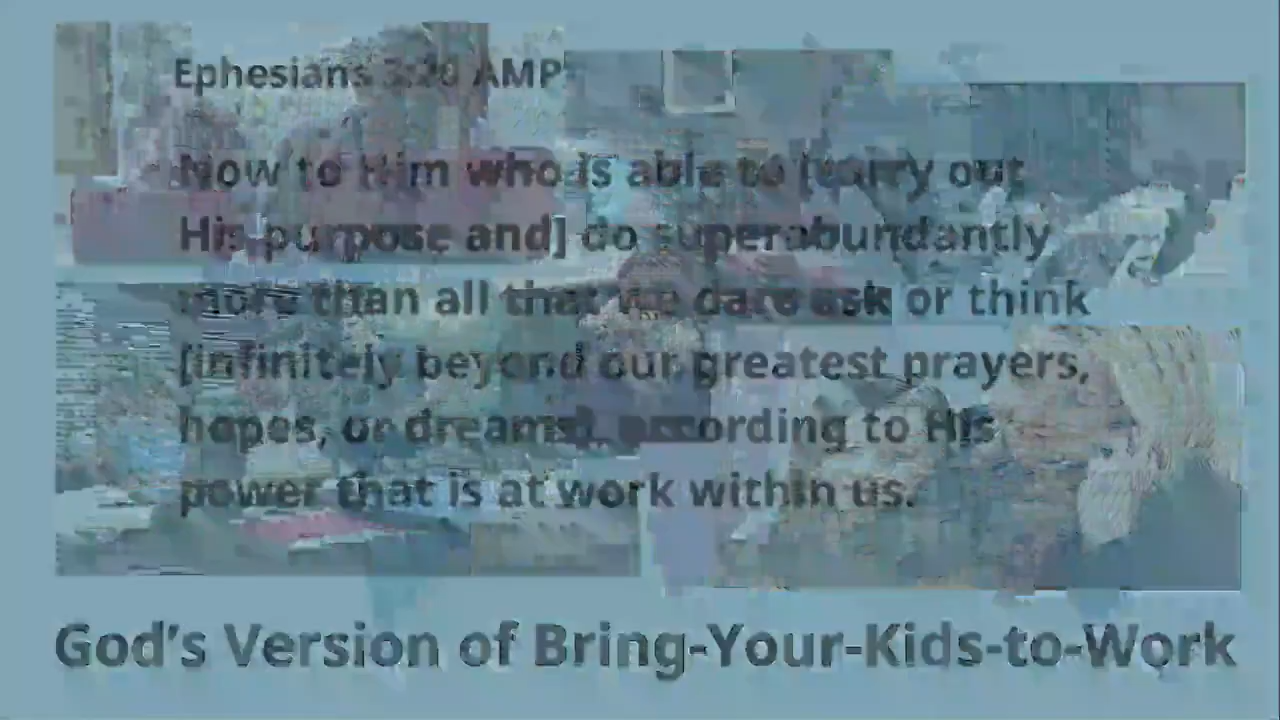 Ephesians 3:20 AMP
Now to Him who is able to [carry out
His purpose and] do superabundantly
more than all that we dare ask or think
[infinitely beyond our greatest prayers,
hopes, or dreams], according to His
power that is at work within us.
God's Version of Bring-Your-Kids-to-Work